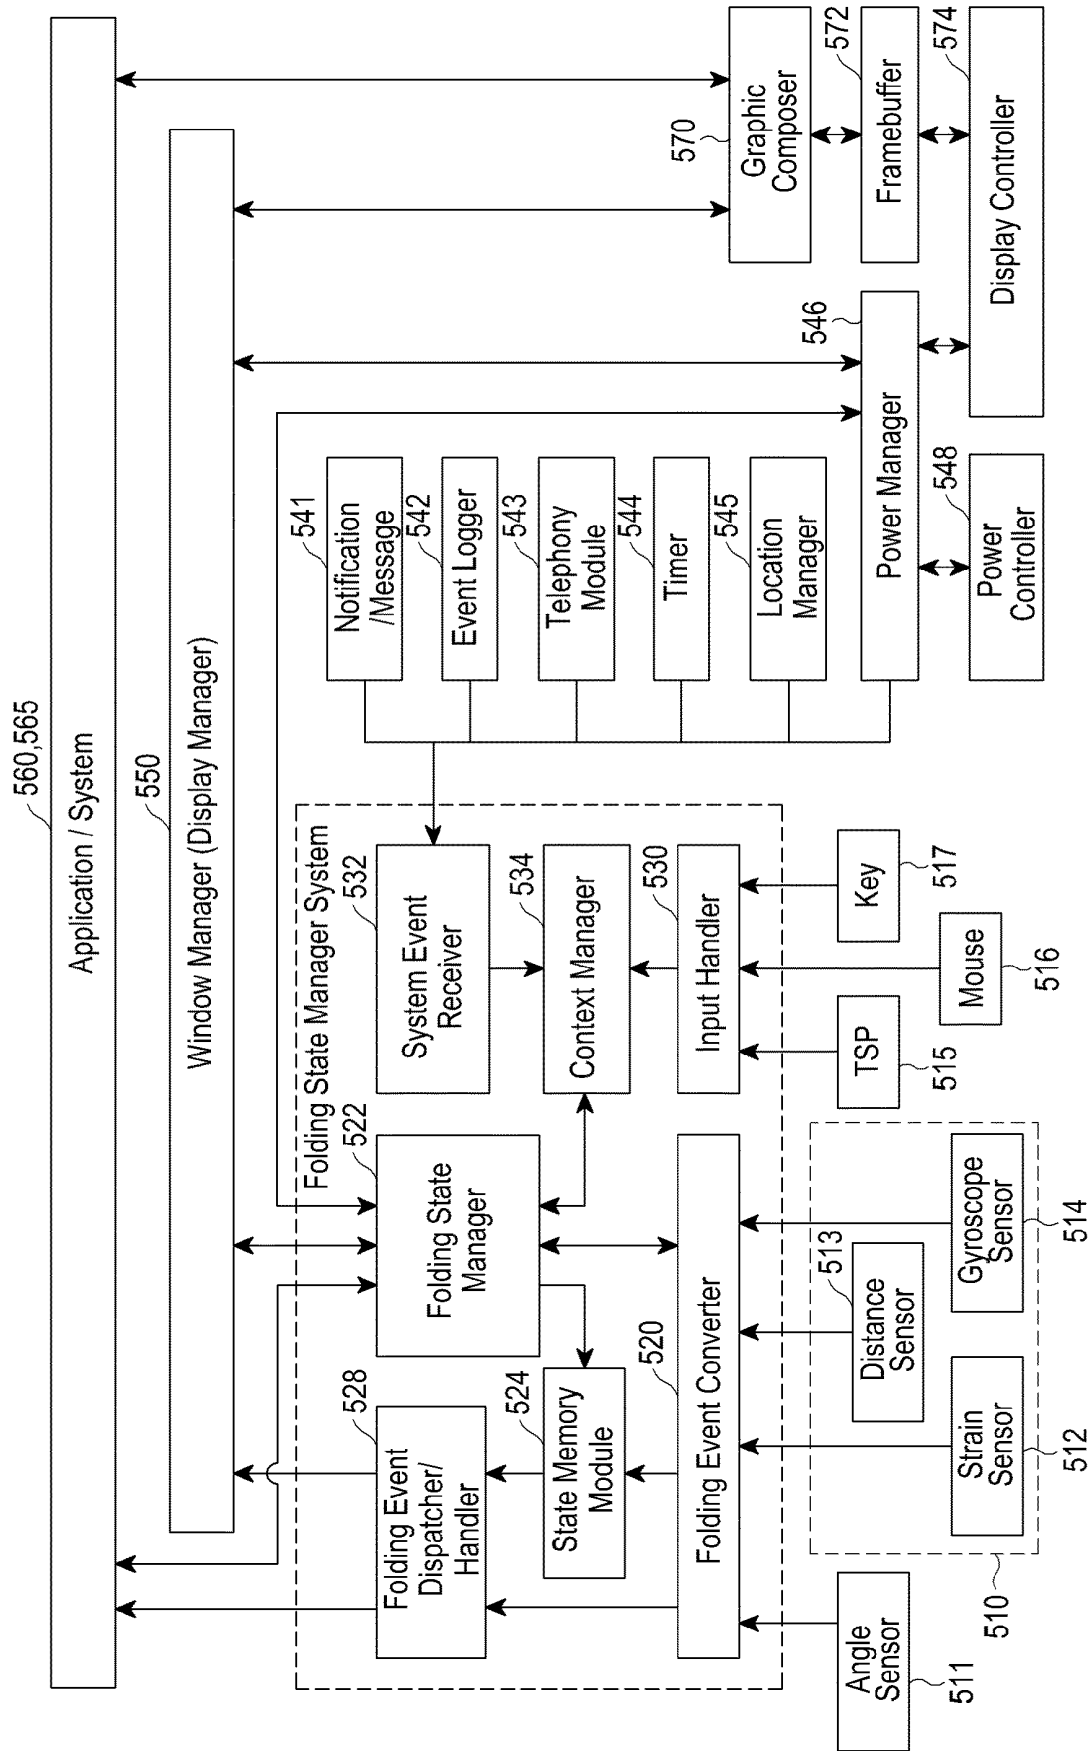 560,565
Application / System
550
Window Manager (Display Manager)
Folding State Manager System
528
Folding Event
Dispatcher/
Handler
522
Folding State
Manager
532
System Event
Receiver
524
State Memory
Module
534
Context Manager
520
Folding Event Converter
530
Input Handler
541
Notification
/Message
542
Event Logger
543
Telephony
Module
544
Timer
545
Location
Manager
546
Power Manager
548
Power
Controller
570
Graphic
Composer
572
Framebuffer
574
Display Controller
Angle
Sensor
511
510
Strain
Sensor
512
513
Distance
Sensor
Gyroscope
Sensor
514
TSP
515
Mouse
516
Key
517